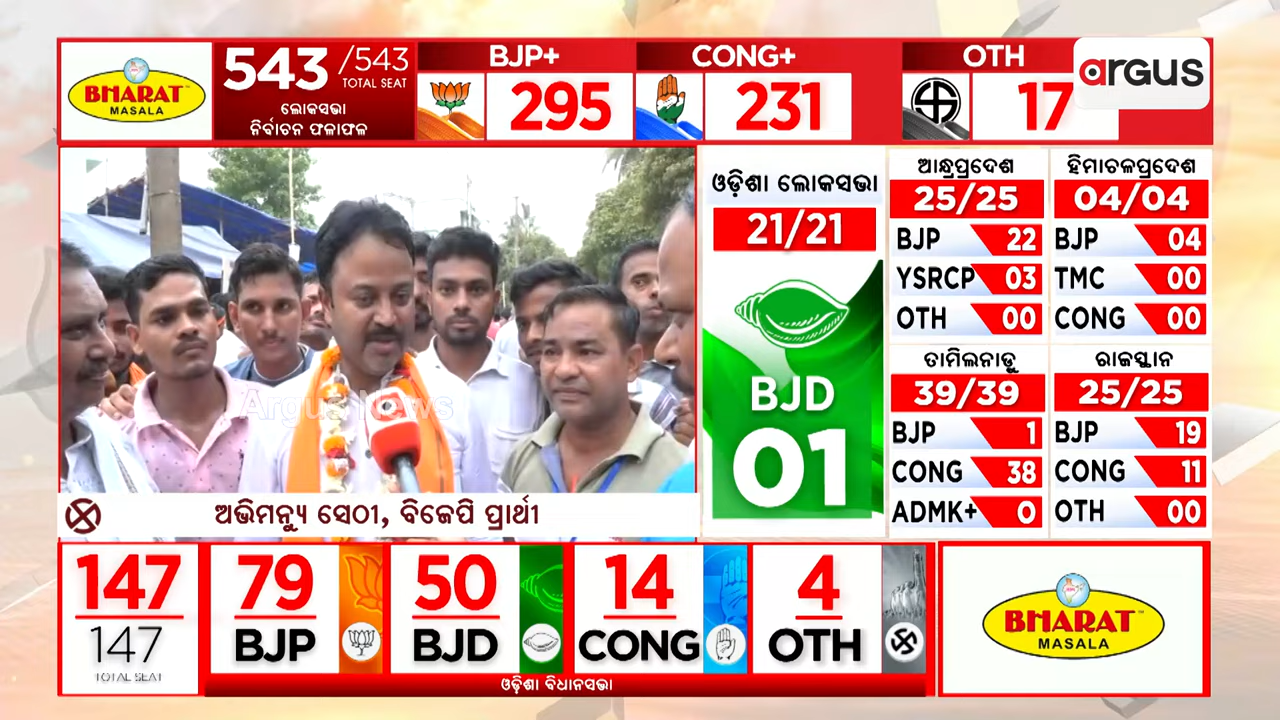 BHARAT™
MASALA
543 /543
TOTAL SEAT
ଲୋକସଭା
ନିର୍ବାଚନ ଫଳାଫଳ
BJP+
295
CONG+
231
OTH
17
argus
Argus News
ଅଭିମନ୍ୟୁ ସେଠୀ, ବିଜେପି ପ୍ରାର୍ଥୀ
ଓଡ଼ିଶା ଲୋକସଭା
21/21
BJD
01
ଆନ୍ଧ୍ରପ୍ରଦେଶ
25/25
BJP 22
YSRCP 03
OTH 00
ହିମାଚଳପ୍ରଦେଶ
04/04
BJP 04
TMC 00
CONG 00
ତାମିଲନାଡୁ
39/39
BJP 1
CONG 38
ADMK+ 0
ରାଜସ୍ଥାନ
25/25
BJP 19
CONG 11
OTH 00
147
147
TOTAL SEAT
79
BJP
50
BJD
14
CONG
4
OTH
ଓଡ଼ିଶା ବିଧାନସଭା
BHARAT™
MASALA